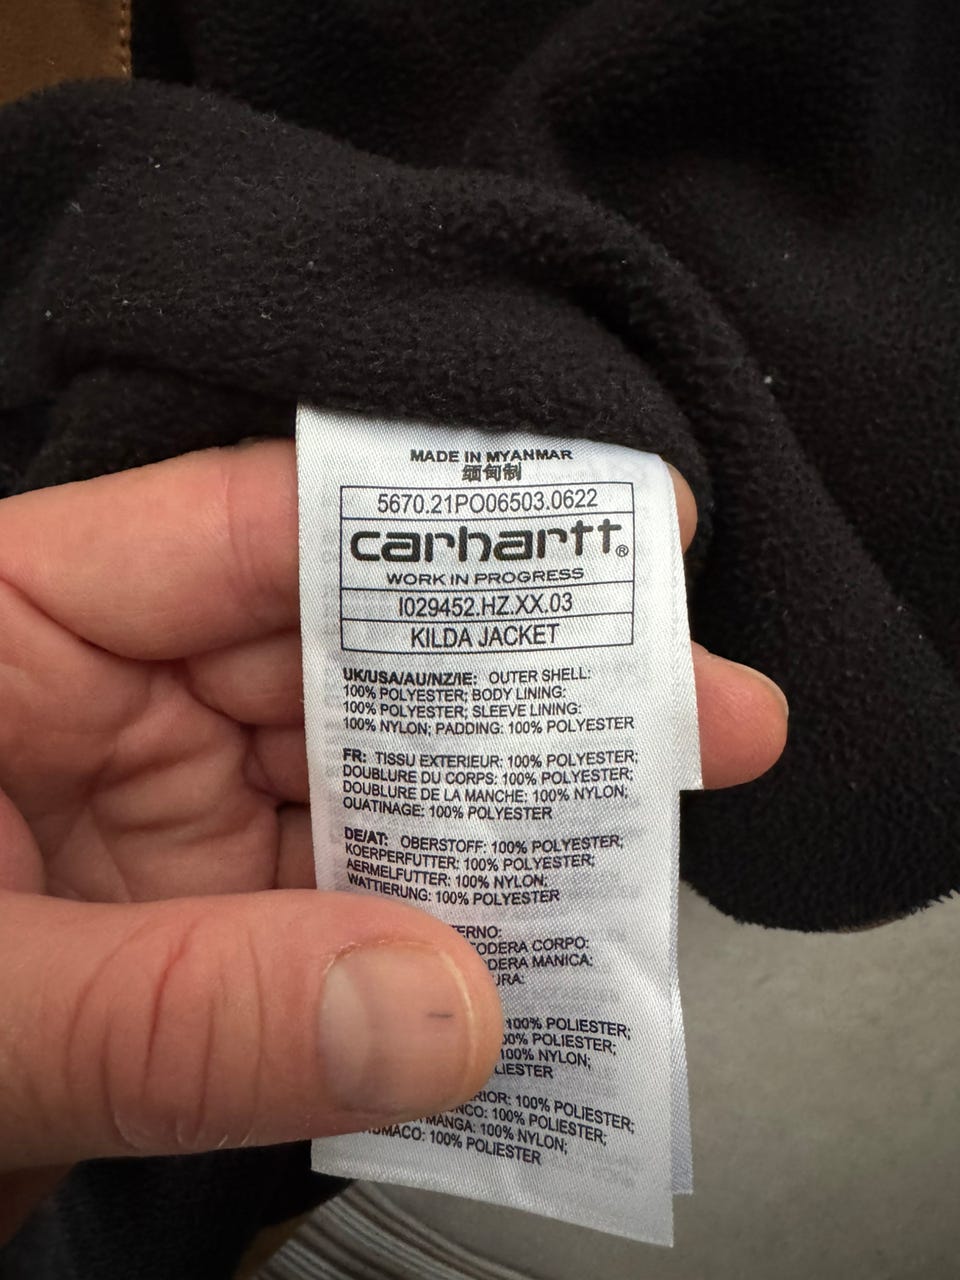 MADE IN MYANMAR
缅甸制
5670.21PO06503.0622
carhartt®
WORK IN PROGRESS
I029452.HZ.XX.03
KILDA JACKET
UK/USA/AU/NZ/IE: OUTER SHELL:
100% POLYESTER; BODY LINING:
100% POLYESTER; SLEEVE LINING:
100% NYLON; PADDING: 100% POLYESTER
FR: TISSU EXTERIEUR: 100% POLYESTER;
DOUBLURE DU CORPS: 100% POLYESTER;
DOUBLURE DE LA MANCHE: 100% NYLON;
OUATINAGE: 100% POLYESTER
DE/AT: OBERSTOFF: 100% POLYESTER;
KOERPERFUTTER: 100% POLYESTER;
AERMELFUTTER: 100% NYLON;
WATTIERUNG: 100% POLYESTER
CORPO:
MANICA:
100% POLIESTER;
POLIESTER;
100% NYLON;
100% POLIESTER;
100% POLIESTER;
MANGA: 100% NYLON;
100% POLIESTER